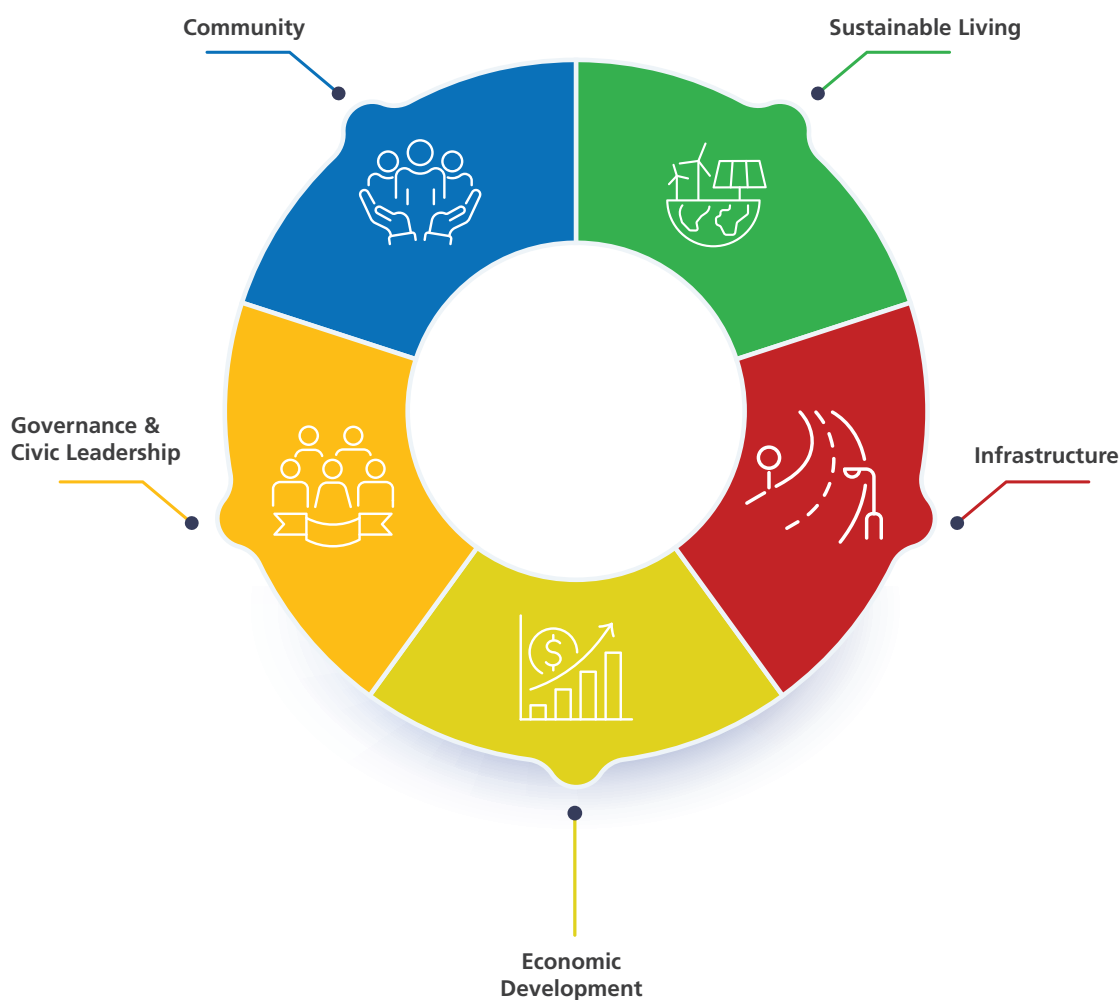 Community
Sustainable Living
Governance &
Civic Leadership
Infrastructure
$
Economic
Development